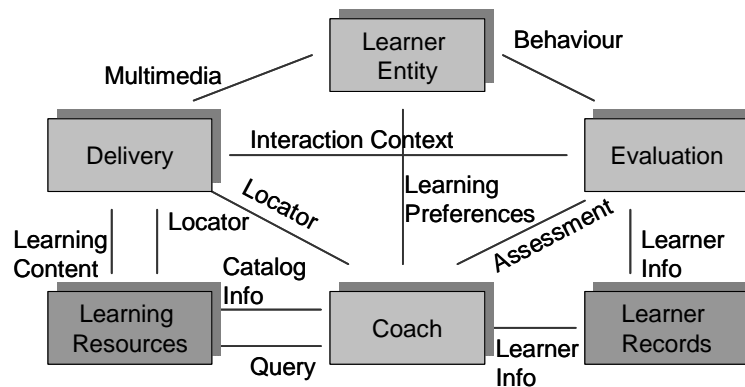 Learner
Entity
Behaviour
Multimedia
Delivery
Interaction Context
Evaluation
Locator
Learning
Preferences
Assessment
Learning
Content
Locator
Catalog
Info
Learner
Info
Learning
Resources
Coach
Learner
Records
Query
Learner
Info